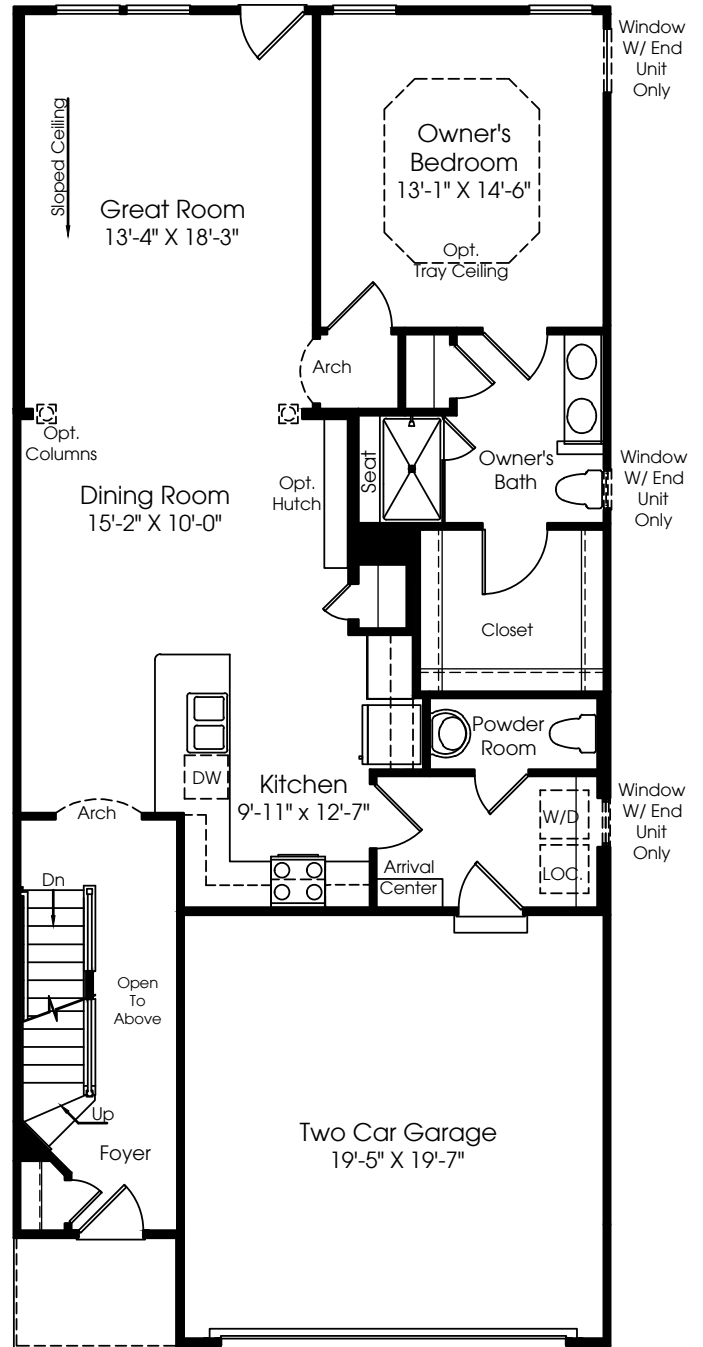 Window
W/ End
Unit
Only
Sloped Ceiling
Great Room
13'-4" X 18'-3"
Owner's
Bedroom
13'-1" X 14'-6"
Opt.
Tray Ceiling
Arch
Opt.
Columns
Dining Room
15'-2" X 10'-0"
Opt.
Hutch
Seat
Owner's
Bath
Window
W/ End
Unit
Only
Closet
Powder
Room
DW
Kitchen
9'-11" x 12'-7"
Arch
W/D
LOC.
Window
W/ End
Unit
Only
Arrival
Center
Dn
Open
To
Above
Up
Foyer
Two Car Garage
19'-5" X 19'-7"